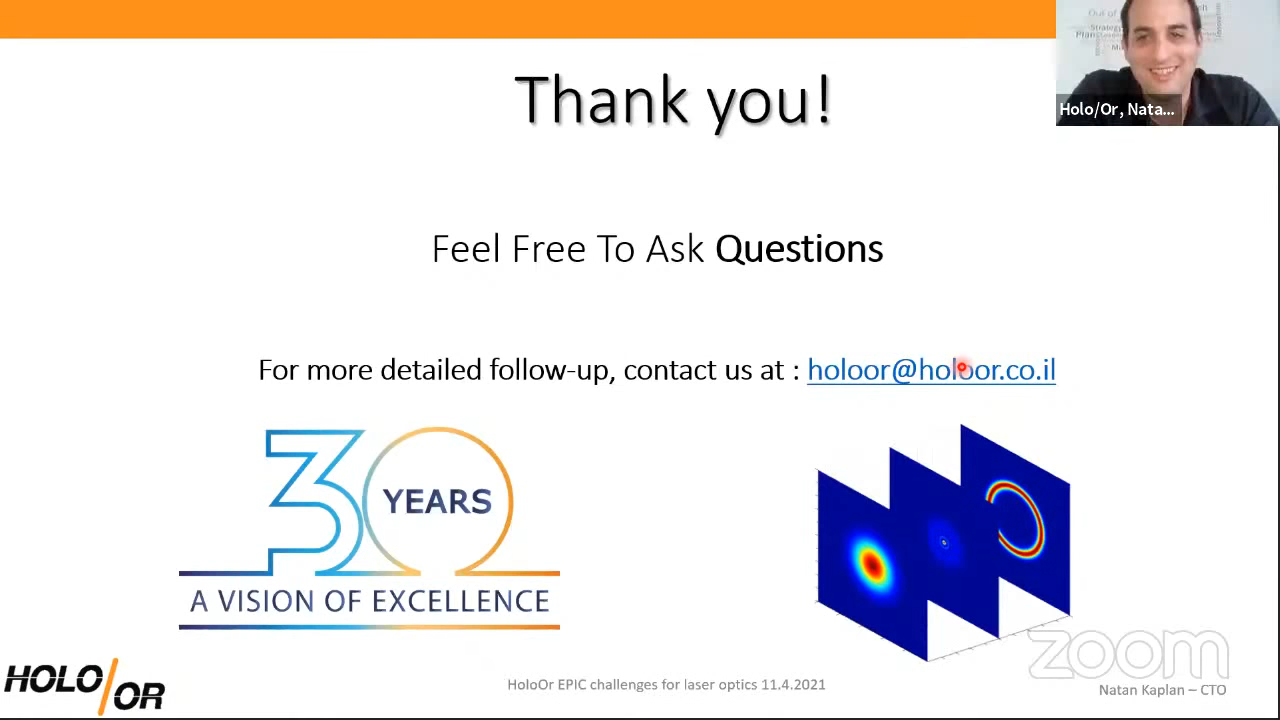 Thank you!
Holo/Or, Nata...
Feel Free To Ask Questions
For more detailed follow-up, contact us at : holoor@holoor.co.il
30
YEARS
A VISION OF EXCELLENCE
HOLO/OR
HoloOr EPIC challenges for laser optics 11.4.2021
zoom
Natan Kaplan – CTO